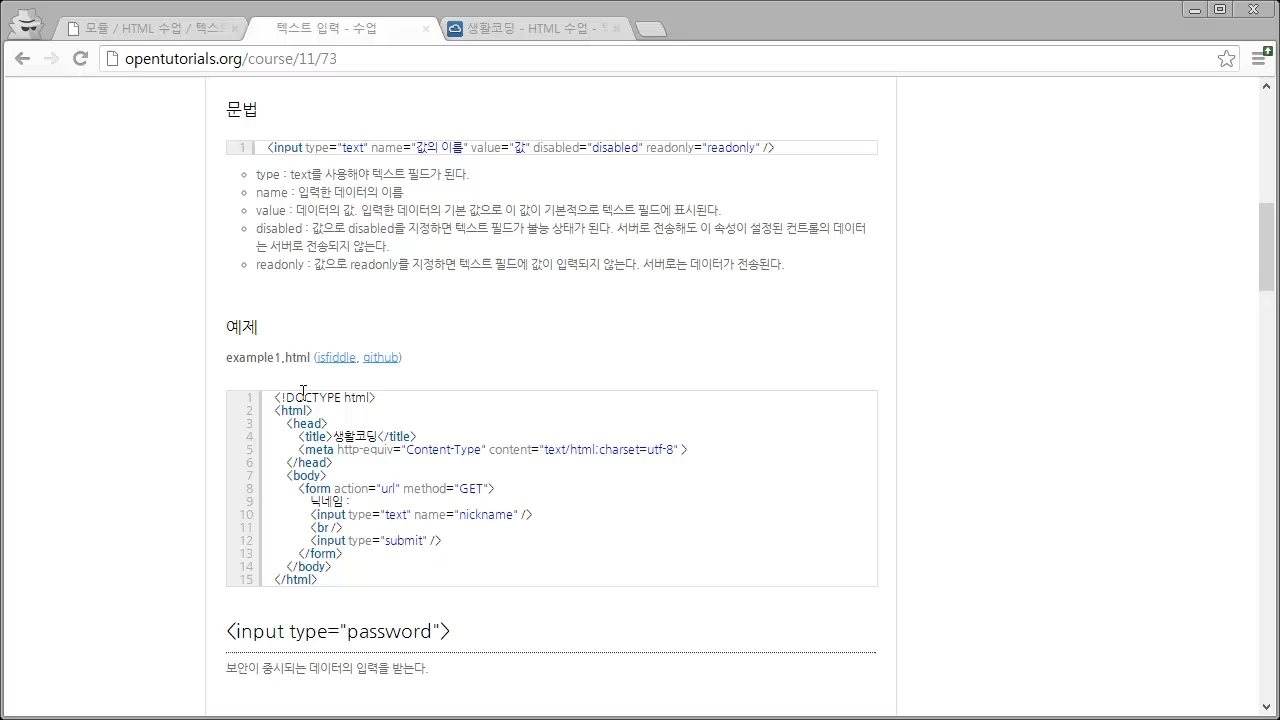 모듈 / HTML 수업 / 텍스트
텍스트 입력 - 수업
생활코딩 - HTML 수업 -
opentutorials.org/course/11/73
문법
1 <input type="text" name="값의 이름" value="값" disabled="disabled" readonly="readonly" />
type : text를 사용해야 텍스트 필드가 된다.
name : 입력한 데이터의 이름
value : 데이터의 값. 입력한 데이터의 기본 값으로 이 값이 기본적으로 텍스트 필드에 표시된다.
disabled : 값으로 disabled을 지정하면 텍스트 필드가 불능 상태가 된다. 서버로 전송해도 이 속성이 설정된 컨트롤의 데이터
는 서버로 전송되지 않는다.
readonly : 값으로 readonly를 지정하면 텍스트 필드에 값이 입력되지 않는다. 서버로는 데이터가 전송된다.
예제
example1.html (jsfiddle, github)
1 <!DOCTYPE html>
2 <html>
3 <head>
4 <title>생활코딩</title>
5 <meta http-equiv="Content-Type" content="text/html;charset=utf-8" >
6 </head>
7 <body>
8 <form action="url" method="GET">
9 닉네임 :
10 <input type="text" name="nickname" />
11 <br />
12 <input type="submit" />
13 </form>
14 </body>
15 </html>
<input type="password">
보안이 중시되는 데이터의 입력을 받는다.